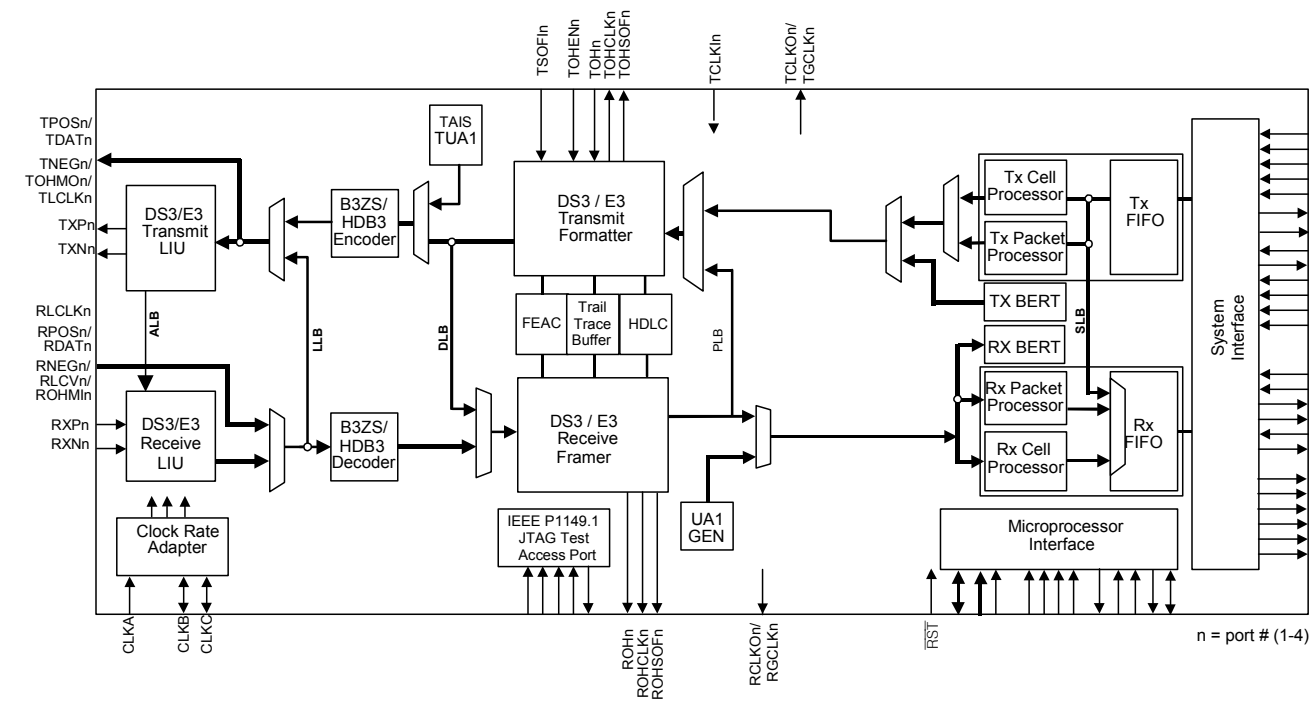 TSOFIn
TOHENn
TOHn
TOHCLKn
TOHSOFn
TCLKIn
TCLKOn/
TGCLKn
TPOSn/
TDATn
TNEGn/
TOHMOn/
TLCLKn
TXPn
TXNn
RLCLKn
RPOSn/
RDATn
RNEGn/
RLCVn/
ROHMIn
RXPn
RXNn
DS3/E3
Transmit
LIU
ALB
DS3/E3
Receive
LIU
Clock Rate
Adapter
CLKA
CLKB
CLKC
LLB
TAIS
TUA1
B3ZS/
HDB3
Encoder
B3ZS/
HDB3
Decoder
DLB
DS3 / E3
Transmit
Formatter
FEAC
Trail
Trace
Buffer
HDLC
DS3 / E3
Receive
Framer
IEEE P1149.1
JTAG Test
Access Port
ROHn
ROHCLKn
ROHSOFn
PLB
UA1
GEN
RCLKOn/
RGCLKn
Tx Cell
Processor
Tx Packet
Processor
Tx
FIFO
TX BERT
RX BERT
SLB
Rx Packet
Processor
Rx Cell
Processor
Rx
FIFO
System
Interface
Microprocessor
Interface
RST
n = port # (1-4)